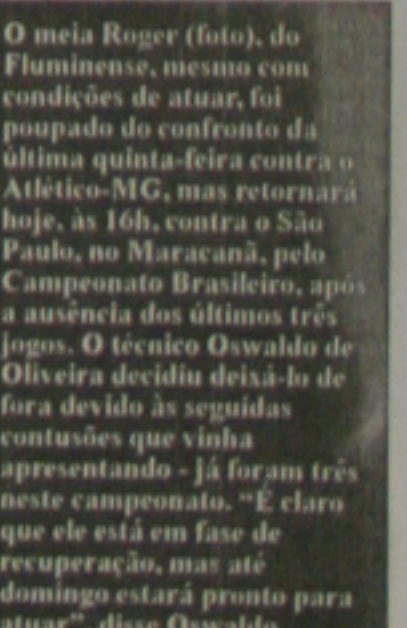 O meia Roger (foto), do
Fluminense, mesmo com
condições de atuar, foi
poupado do confronto da
última quinta-feira contra o
Atlético-MG, mas retornará
hoje, às 16h, contra o São
Paulo, no Maracanã, pelo
Campeonato Brasileiro, após
a ausência dos últimos três
jogos. O técnico Oswaldo de
Oliveira decidiu deixá-lo de
fora devido às seguidas
contusões que vinha
apresentando - já foram três
neste campeonato. “É claro
que ele está em fase de
recuperação, mas até
domingo estará pronto para
atuar”, disse Oswaldo